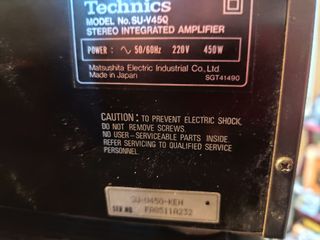 Technics
MODEL No. SU-V450
STEREO INTEGRATED AMPLIFIER
POWER: ∿ 50/60Hz 220V 450W
Matsushita Electric Industrial Co., Ltd.
Made in Japan
SGT41490
CAUTION: TO PREVENT ELECTRIC SHOCK,
DO NOT REMOVE SCREWS.
NO USER-SERVICEABLE PARTS INSIDE
REFER SERVICING TO QUALIFIED SERVICE
PERSONNEL.
SU-V450-KEH
SER NO FA8511A232